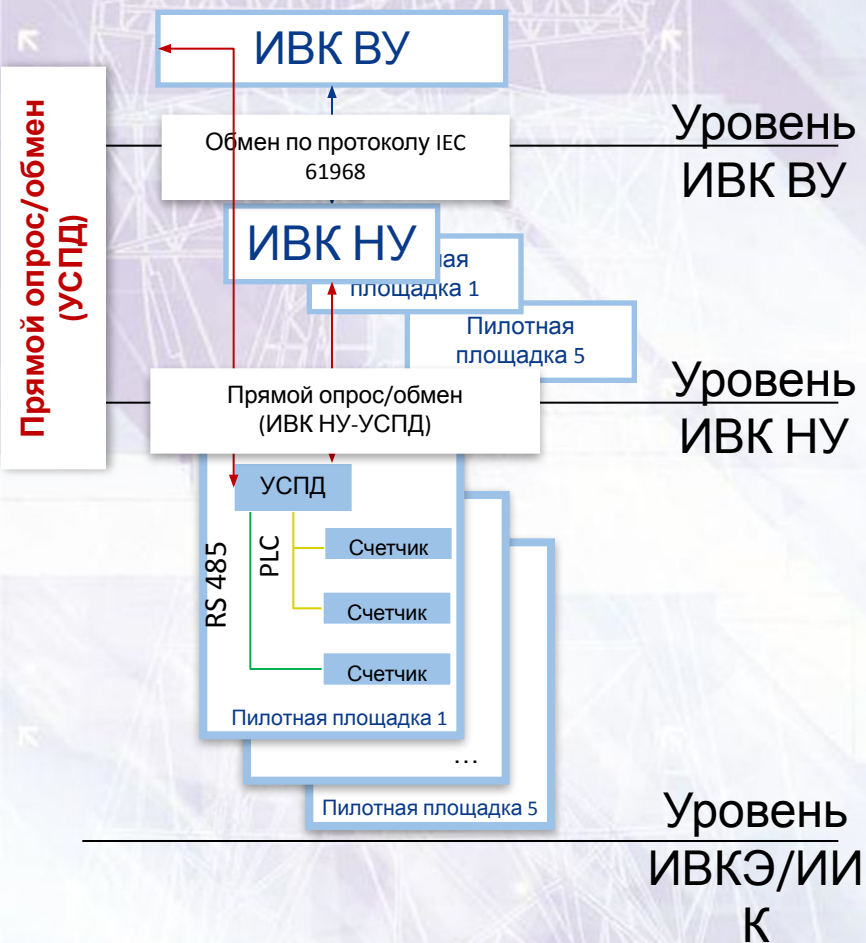 ИВК ВУ
Прямой опрос/обмен
(УСПД)
Обмен по протоколу IEC
61968
Уровень
ИВК ВУ
ИВК НУ
ная
площадка 1
Пилотная
площадка 5
Прямой опрос/обмен
(ИВК НУ-УСПД)
Уровень
ИВК НУ
УСПД
RS 485
PLC
Счетчик
Счетчик
Счетчик
Пилотная площадка 1
...
Пилотная площадка 5
Уровень
ИВКЭ/ИИ
К